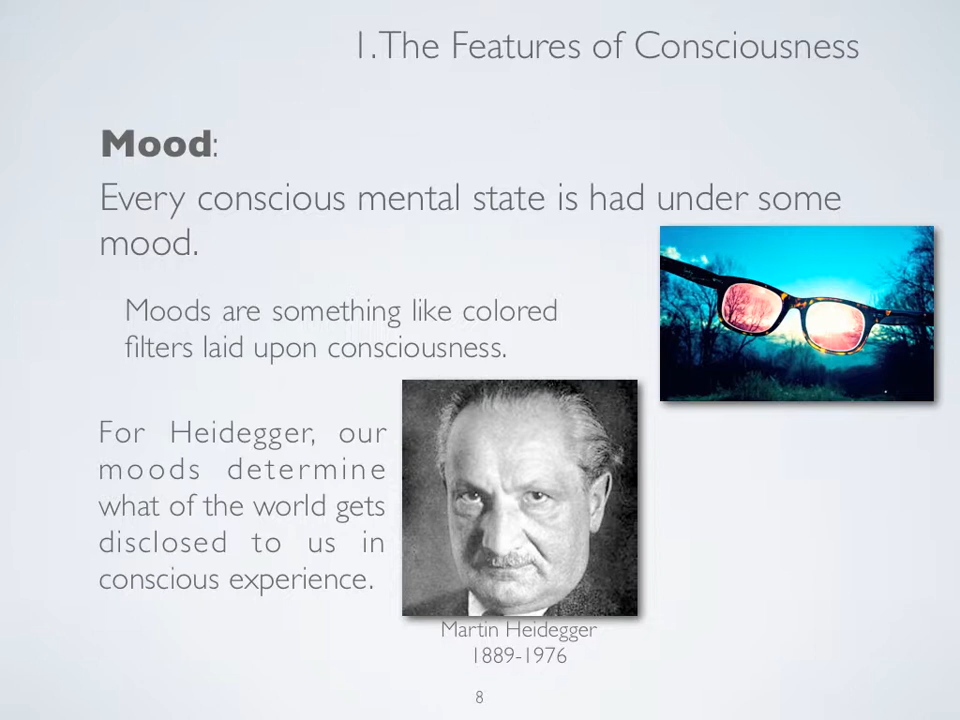 1. The Features of Consciousness
Mood:
Every conscious mental state is had under some
mood.
Moods are something like colored
filters laid upon consciousness.
For Heidegger, our
moods determine
what of the world gets
disclosed to us in
conscious experience.
Martin Heidegger
1889-1976
8